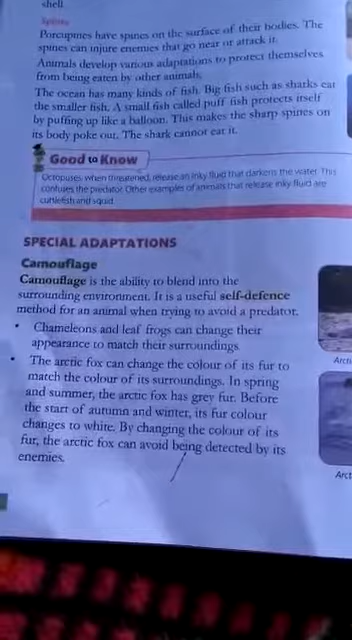 shell.
Spines
Porcupines have spines on the surface of their bodies. The
spines can injure enemies that go near or attack it.
Animals develop various adaptations to protect themselves
from being eaten by other animals.
The ocean has many kinds of fish. Big fish such as sharks eat
the smaller fish. A small fish called puff fish protects itself
by puffing up like a balloon. This makes the sharp spines on
its body poke out. The shark cannot eat it.
Good to Know
Octopuses when threatened, release an inky fluid that darkens the water. This
confuses the predator. Other examples of animals that release inky fluid are
cuttlefish and squid.
SPECIAL ADAPTATIONS
Camouflage
Camouflage is the ability to blend into the
surrounding environment. It is a useful self-defence
method for an animal when trying to avoid a predator.
• Chameleons and leaf frogs can change their
appearance to match their surroundings.
• The arctic fox can change the colour of its fur to
match the colour of its surroundings. In spring
and summer, the arctic fox has grey fur. Before
the start of autumn and winter, its fur colour
changes to white. By changing the colour of its
fur, the arctic fox can avoid being detected by its
enemies.
Arcti
Arct